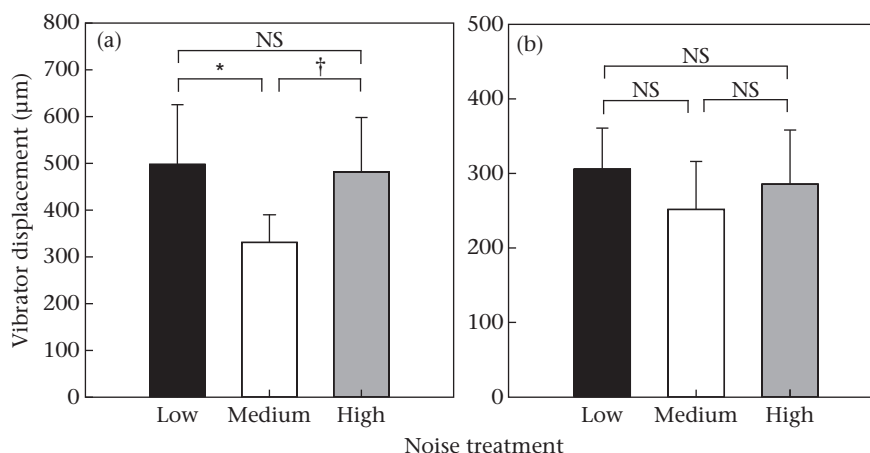 Vibrator displacement (µm)
800
700
600
500
400
300
200
100
0
(a)
NS
*
†
Low Medium High
500
400
300
200
100
0
(b)
NS
NS NS
Low Medium High
Noise treatment